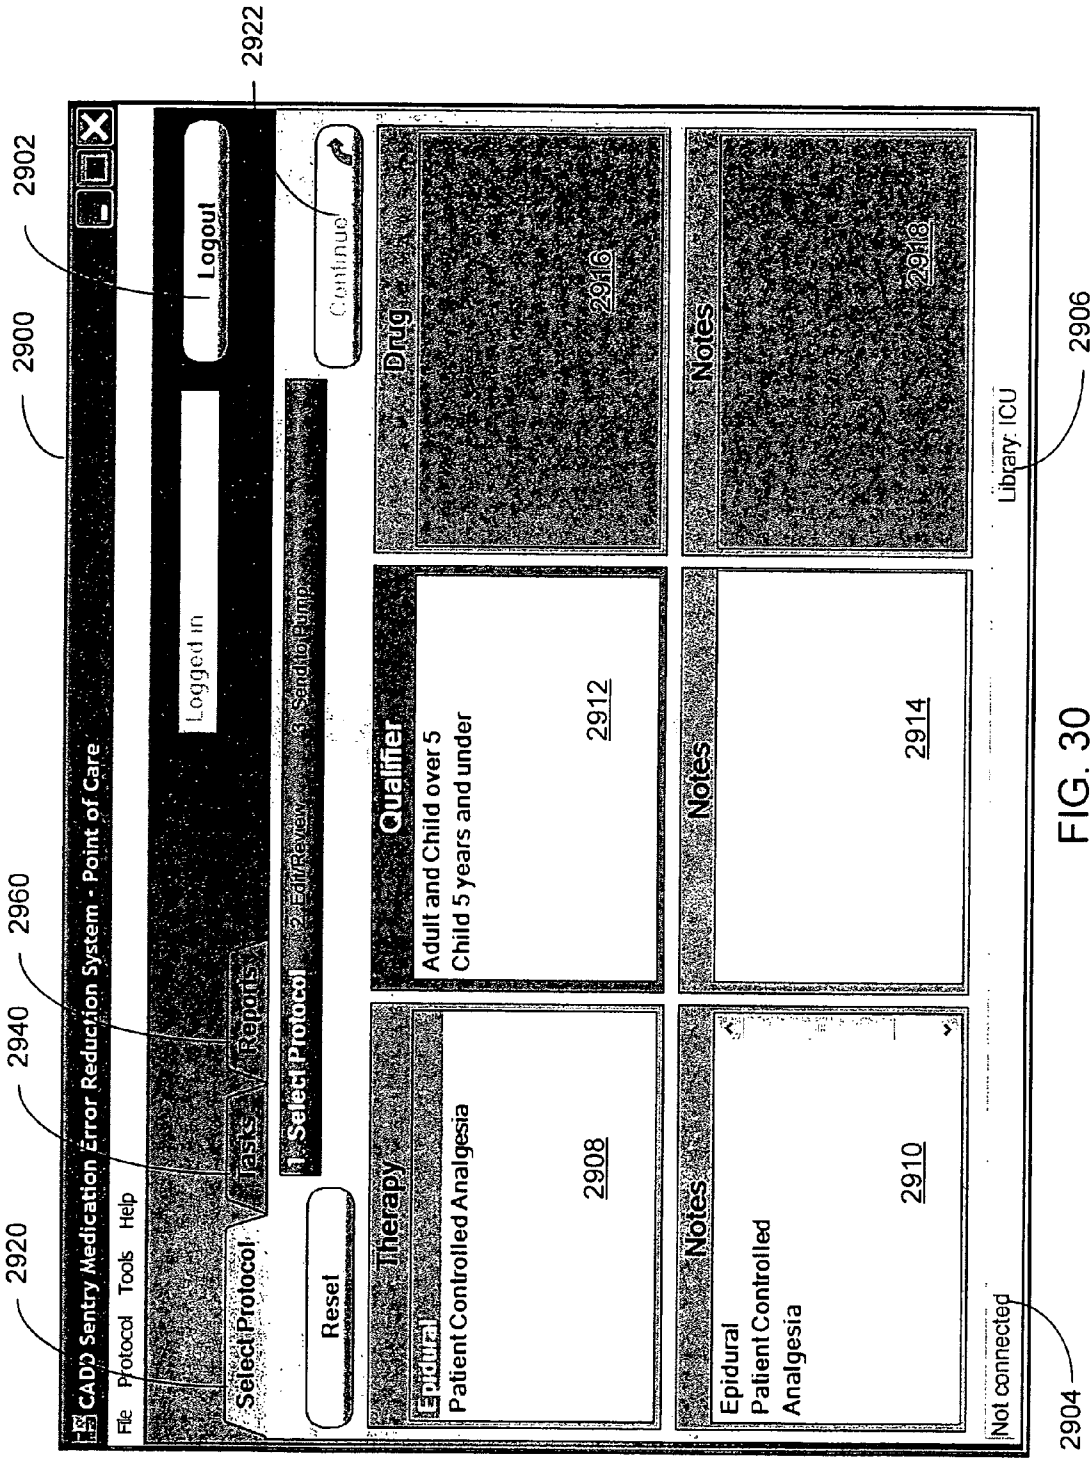 2900
2902
2920
2940
2960
2922
CADD Sentry Medication Error Reduction System - Point of Care
File Protocol Tools Help
Logged in
Logout
Select Protocol
Tasks
Reports
Reset
1. Select Protocol 2. Edit/Review 3. Send to Pump
Continue
Therapy
Epidural
Patient Controlled Analgesia
2908
Qualifier
Adult and Child over 5
Child 5 years and under
2912
Drug
2916
Notes
Epidural
Patient Controlled
Analgesia
2910
Notes
2914
Notes
2918
Not connected
Library: ICU
2904
2906
FIG. 30